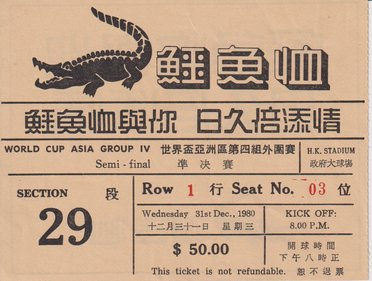 鱷魚恤
鱷魚恤與你 日久倍添情
WORLD CUP ASIA GROUP IV 世界盃亞洲區第四組外圍賽
Semi-final 準決賽
H.K. STADIUM
政府大球場
SECTION 段
29
Row 1 行 Seat No. 03 位
Wednesday 31st Dec., 1980
十二月三十一日 星期三
KICK OFF:
8.00 P.M.
$ 50.00
開球時間
下午八時正
This ticket is not refundable. 恕不退票